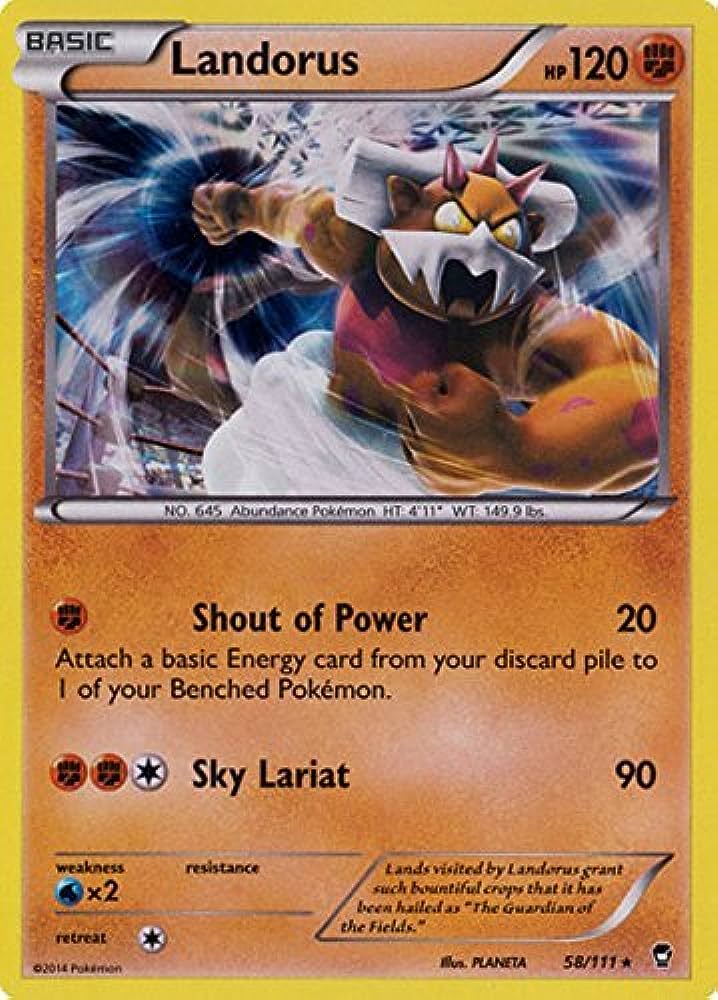 BASIC
Landorus
HP 120
NO. 645 Abundance Pokémon HT: 4'11" WT: 149.9 lbs.
Shout of Power 20
Attach a basic Energy card from your discard pile to
1 of your Benched Pokémon.
Sky Lariat 90
weakness resistance
×2
retreat
Lands visited by Landorus grant
such bountiful crops that it has
been hailed as "The Guardian of
the Fields."
Illus. PLANETA 58/111 ★
©2014 Pokémon